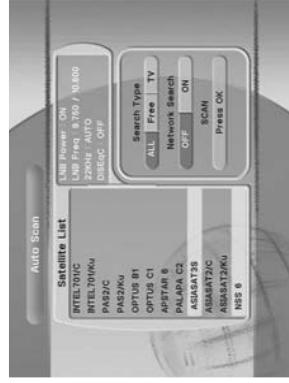 Auto Scan
Satellite List
INTEL701/C
INTEL701/Ku
PAS2/C
PAS2/Ku
OPTUS B1
OPTUS C1
APSTAR 6
PALAPA C2
ASIASAT3S
ASIASAT2/C
ASIASAT2/Ku
NSS 6
LNB Power : ON
LNB Freq : 9.750 / 10.600
22KHz : AUTO
DiSEqC : OFF
Search Type
ALL Free TV
Network Search
OFF ON
SCAN
Press OK